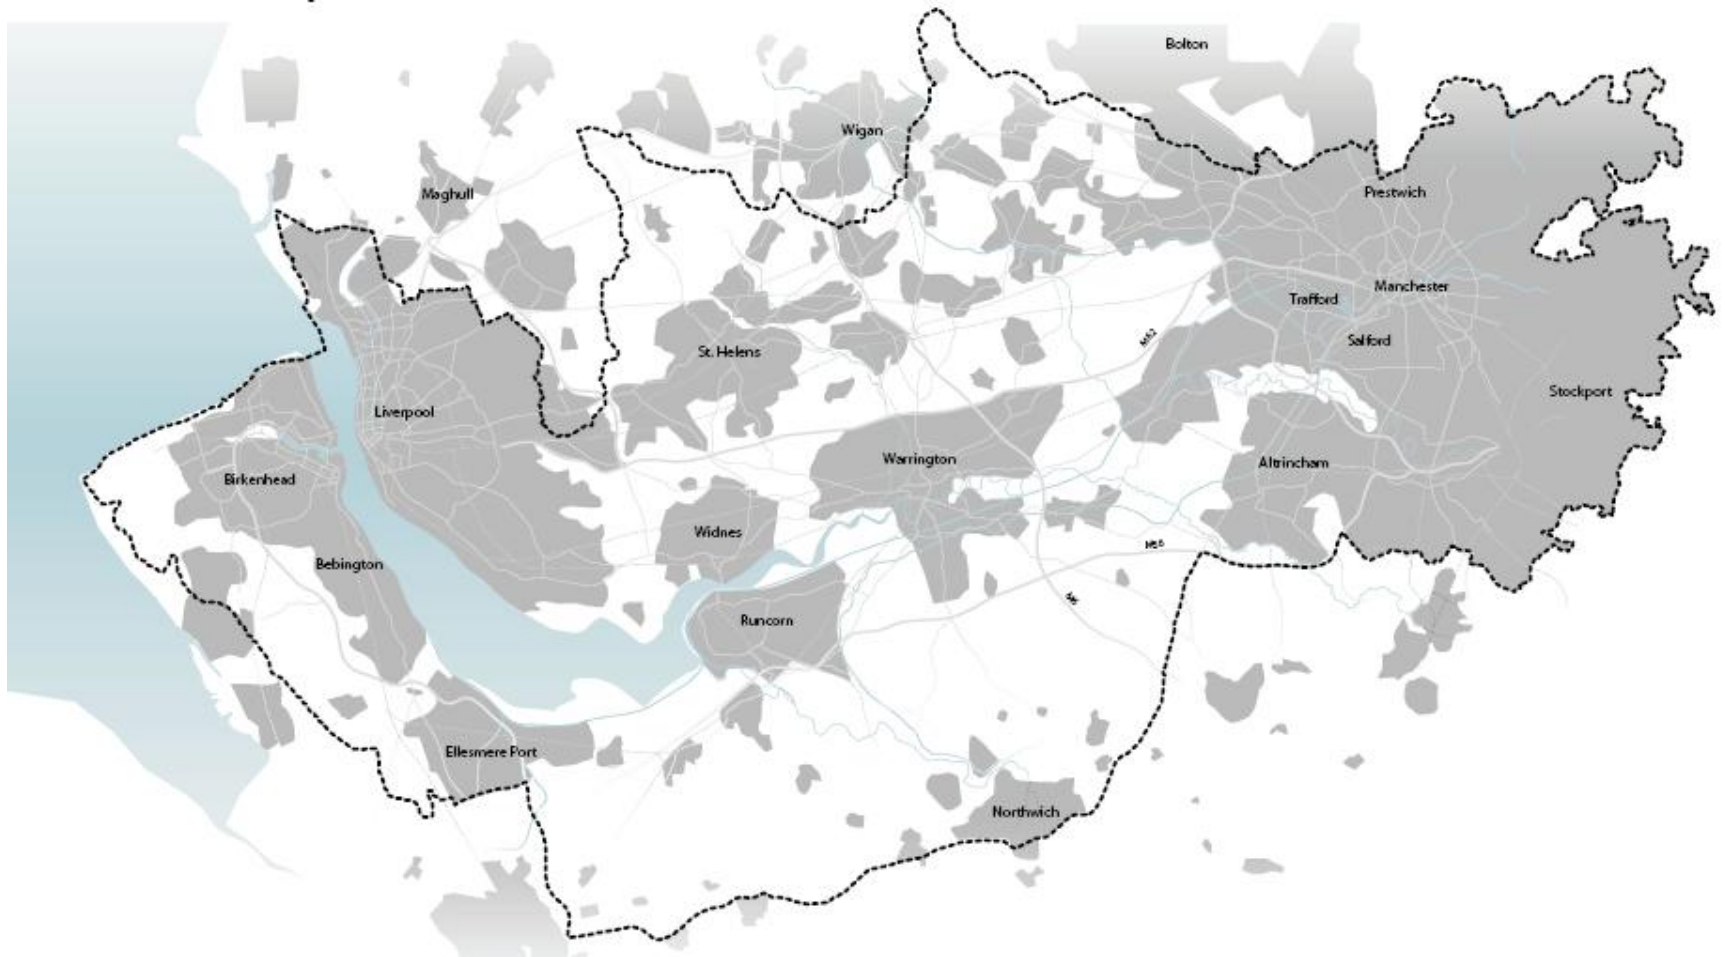 Bolton
Wigan
Maghull
Prestwich
Manchester
Trafford
M62
Salford
St. Helens
Stockport
Liverpool
Warrington
Altrincham
Birkenhead
Widnes
M56
Bebington
M6
Runcorn
Ellesmere Port
Northwich